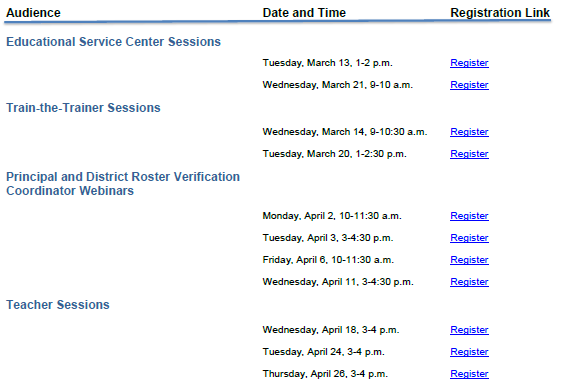 Audience Date and Time Registration Link
Educational Service Center Sessions
Tuesday, March 13, 1-2 p.m. Register
Wednesday, March 21, 9-10 a.m. Register
Train-the-Trainer Sessions
Wednesday, March 14, 9-10:30 a.m. Register
Tuesday, March 20, 1-2:30 p.m. Register
Principal and District Roster Verification
Coordinator Webinars
Monday, April 2, 10-11:30 a.m. Register
Tuesday, April 3, 3-4:30 p.m. Register
Friday, April 6, 10-11:30 a.m. Register
Wednesday, April 11, 3-4:30 p.m. Register
Teacher Sessions
Wednesday, April 18, 3-4 p.m. Register
Tuesday, April 24, 3-4 p.m. Register
Thursday, April 26, 3-4 p.m. Register